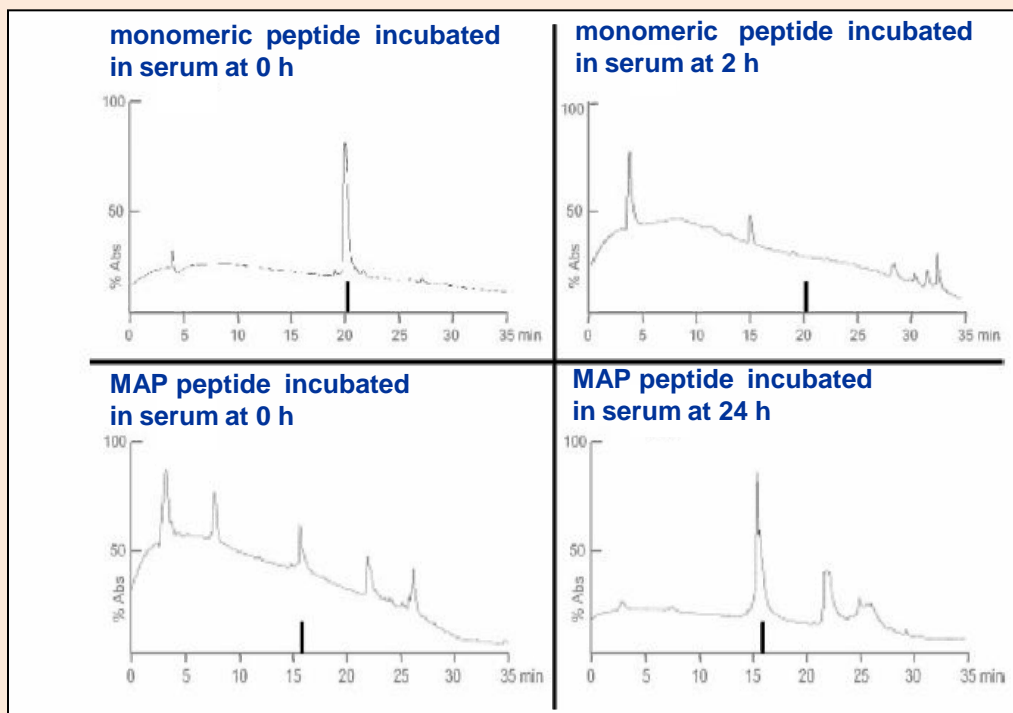 monomeric peptide incubated
in serum at 0 h
100
50
% Abs
0 5 10 15 20 25 30 35 min
monomeric peptide incubated
in serum at 2 h
100
50
% Abs
0 5 10 15 20 25 30 35 min
MAP peptide incubated
in serum at 0 h
100
50
% Abs
0 5 10 15 20 25 30 35 min
MAP peptide incubated
in serum at 24 h
100
50
% Abs
0 5 10 15 20 25 30 35 min